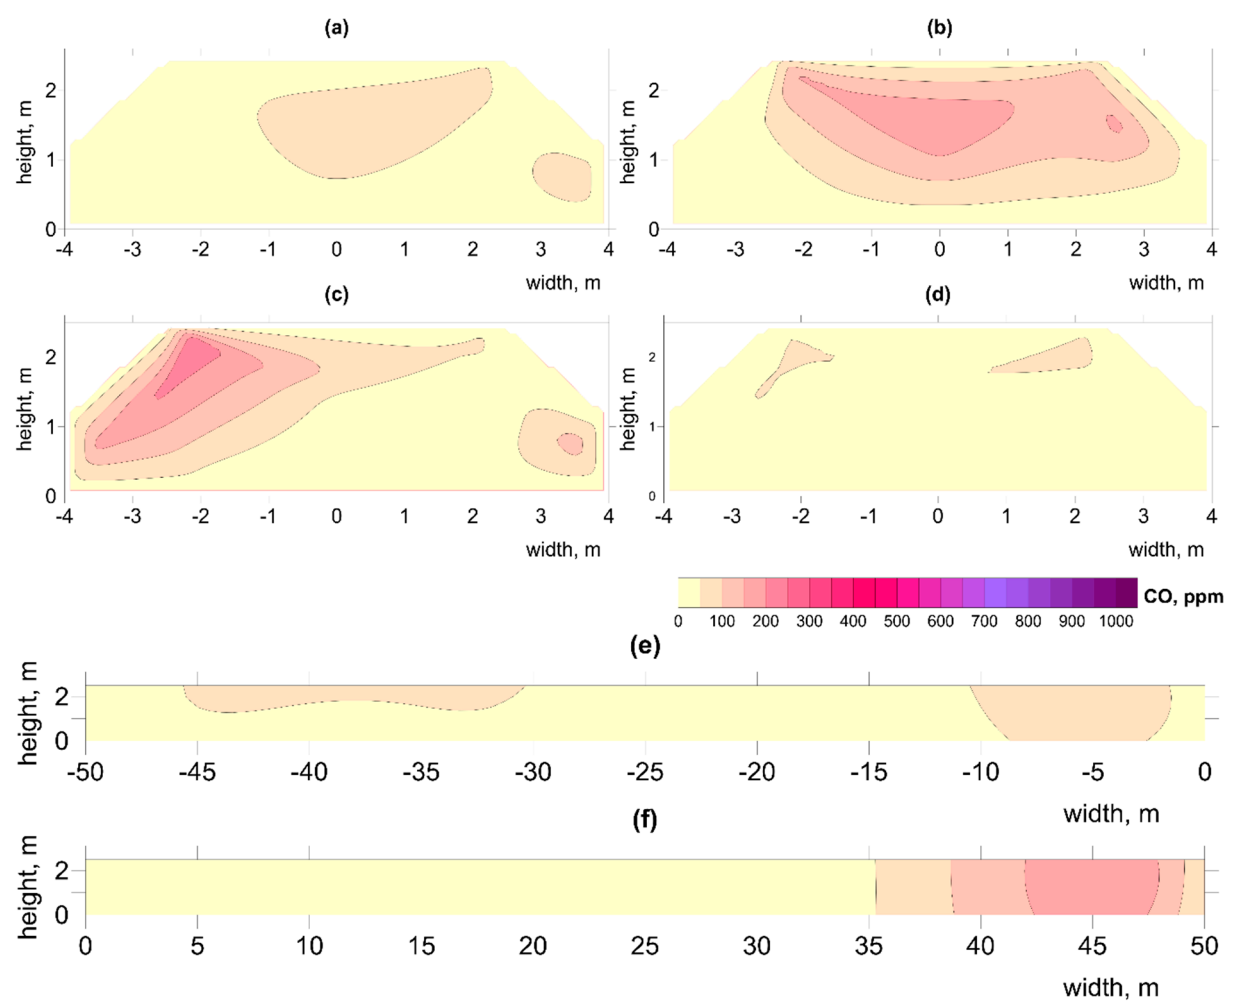 (a) (b)
height, m 2 1 0 height, m 2 1 0
-4 -3 -2 -1 0 1 2 3 4 -4 -3 -2 -1 0 1 2 3 4
width, m width, m
(c) (d)
height, m 2 1 0 height, m 2 1 0
-4 -3 -2 -1 0 1 2 3 4 -4 -3 -2 -1 0 1 2 3 4
width, m width, m
CO, ppm
0 100 200 300 400 500 600 700 800 900 1000
(e)
height, m 2 0
-50 -45 -40 -35 -30 -25 -20 -15 -10 -5 0
width, m
(f)
height, m 2 0
0 5 10 15 20 25 30 35 40 45 50
width, m